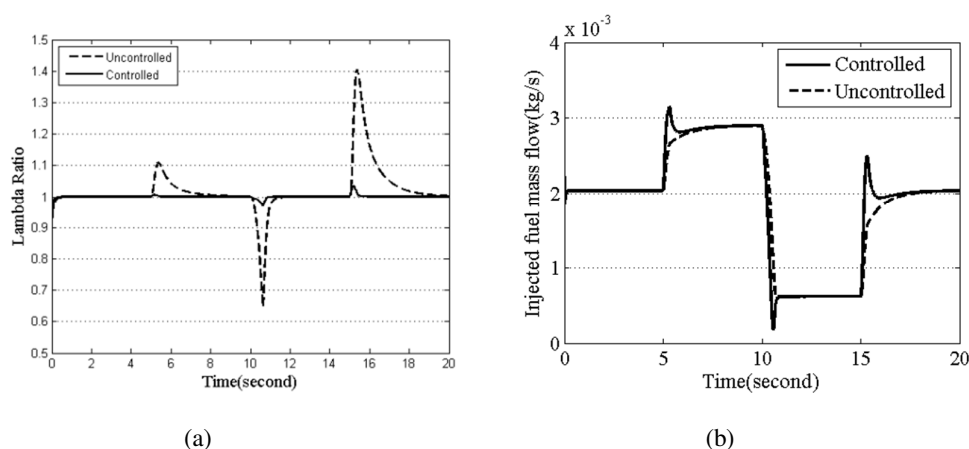 1.5
1.4
1.3
1.2
1.1
1
0.9
0.8
0.7
0.6
0.5
Lambda Ratio
Uncontrolled
Controlled
0 2 4 6 8 10 12 14 16 18 20
Time(second)
(a)
x 10⁻³
4
3
2
1
0
Injected fuel mass flow(kg/s)
Controlled
Uncontrolled
0 5 10 15 20
Time(second)
(b)